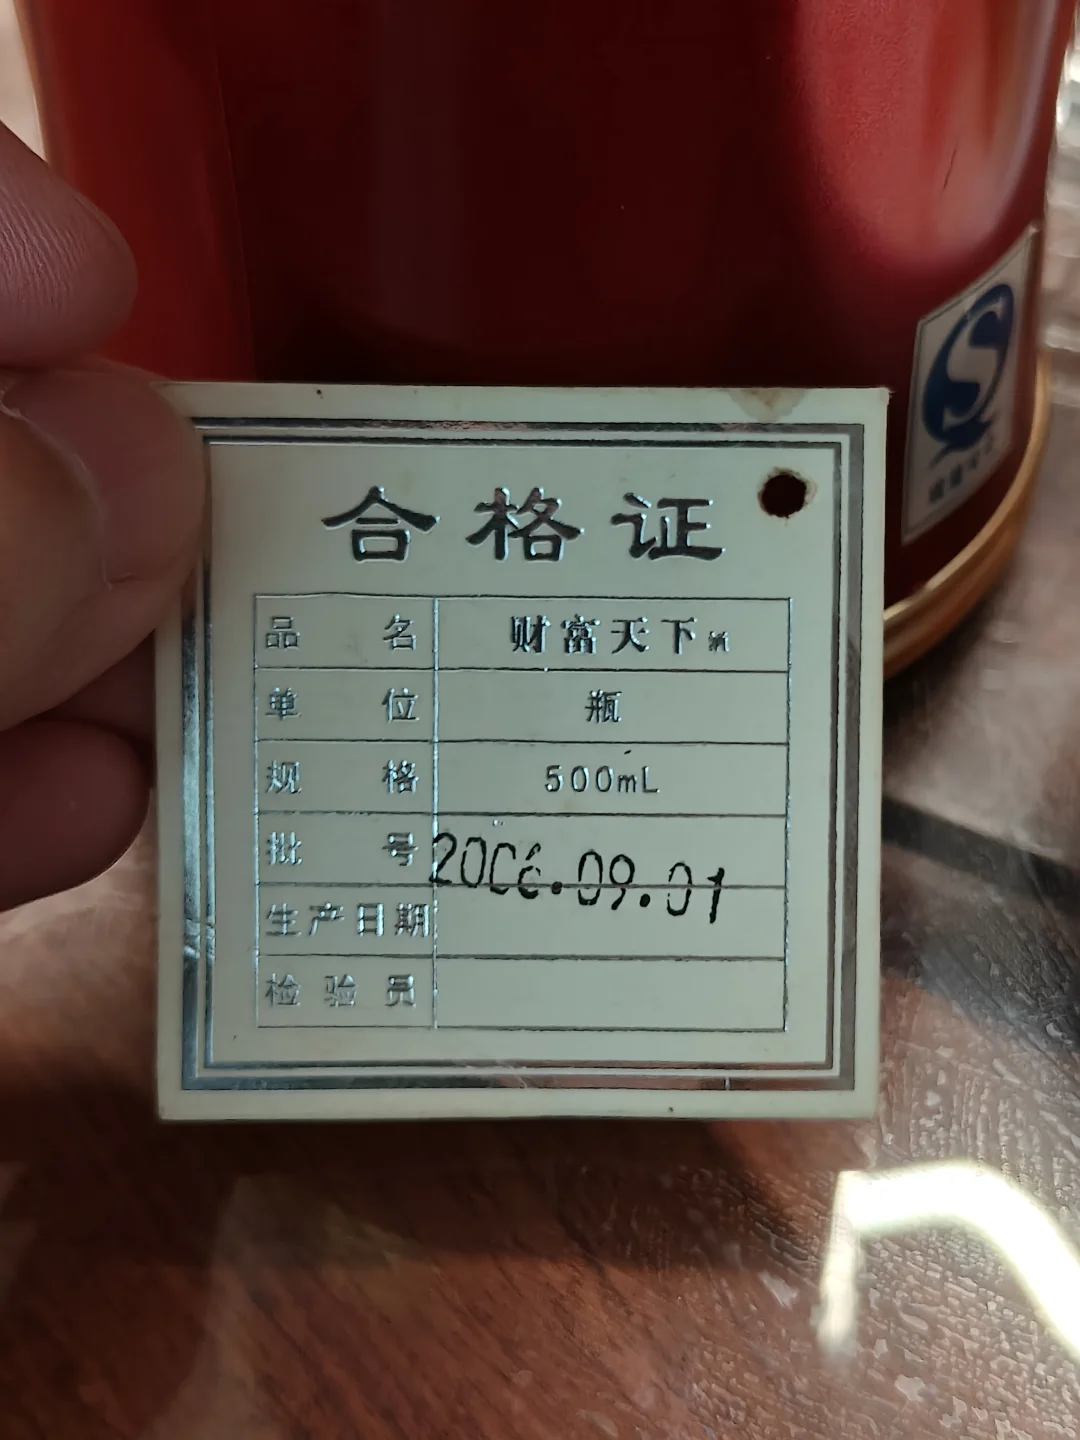 合格证
品名 财富天下酒
单位 瓶
规格 500mL
批号 2006.09.01
生产日期
检验员